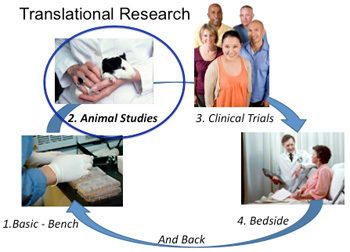 Translational Research
2. Animal Studies
3. Clinical Trials
1.Basic - Bench
4. Bedside
And Back